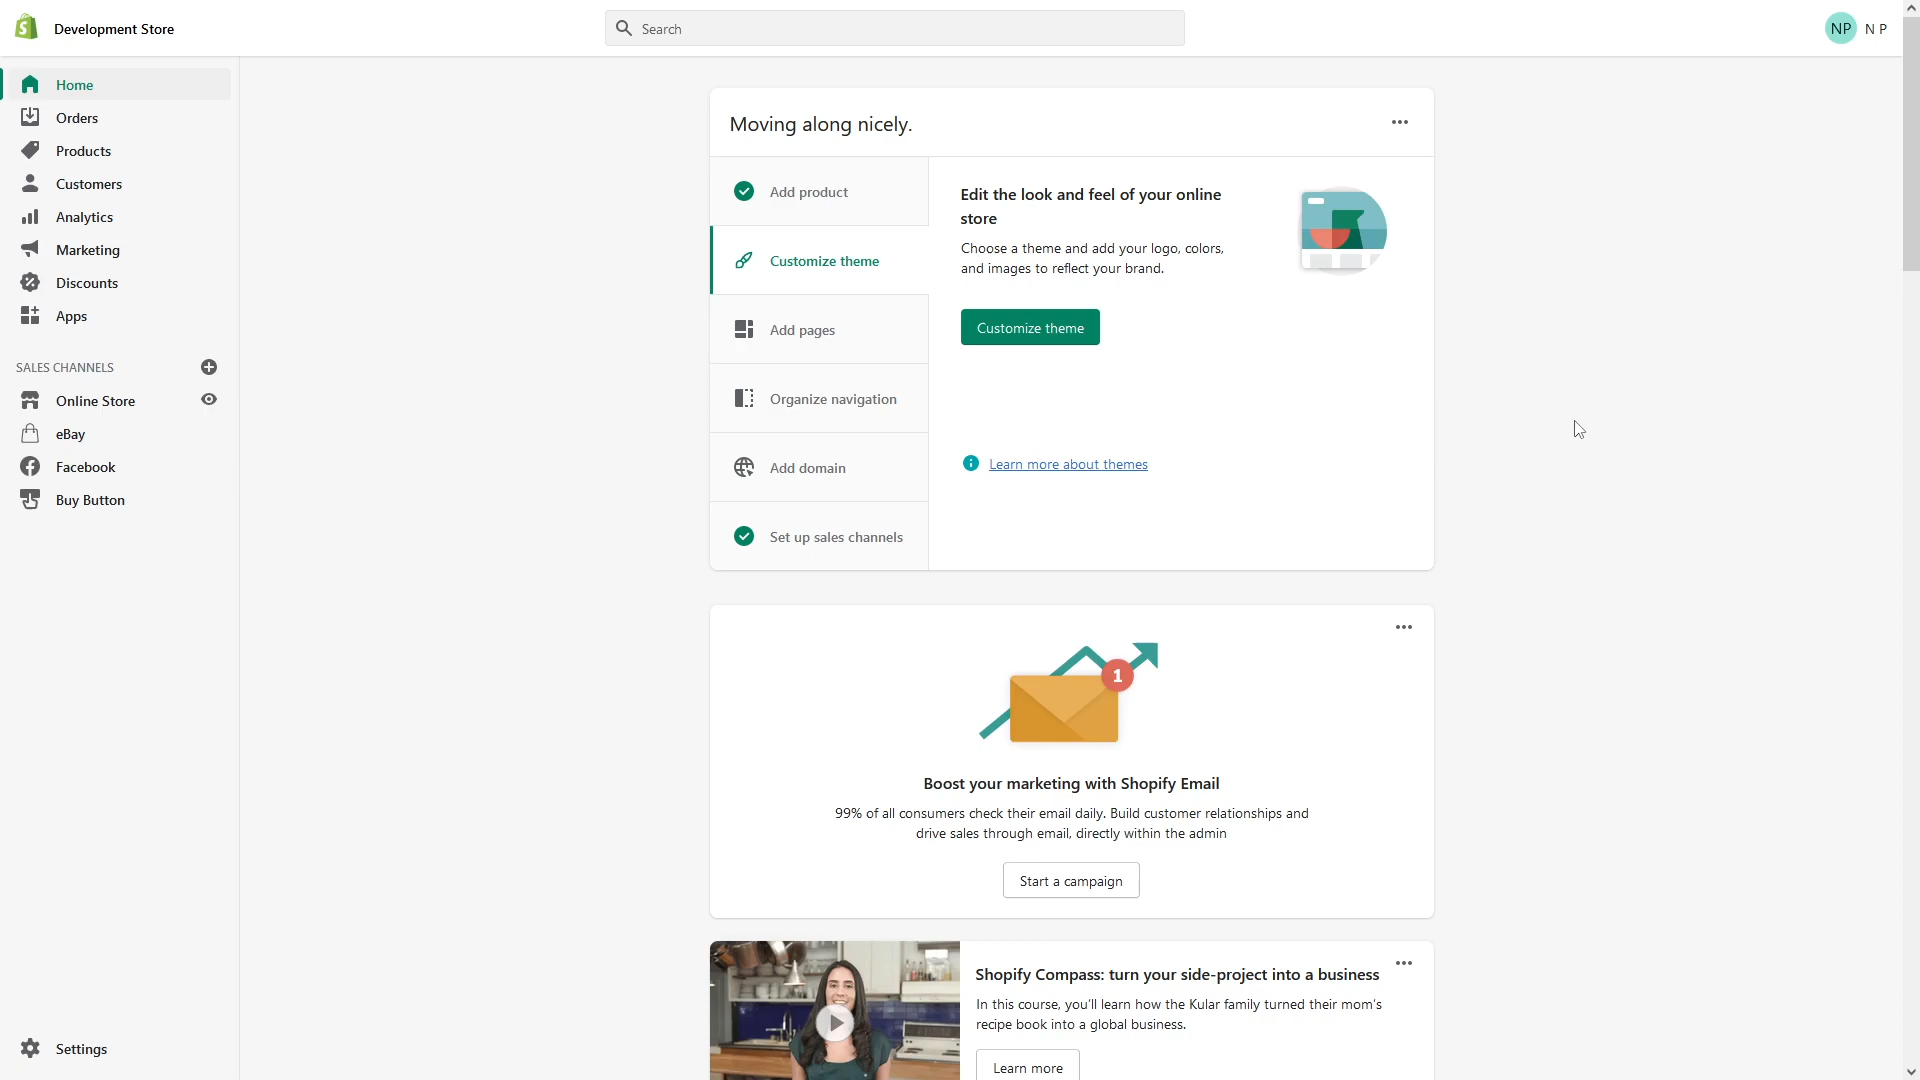 Development Store
Search
NP
N P
Home
Orders
Products
Customers
Analytics
Marketing
Discounts
Apps
SALES CHANNELS
Online Store
eBay
Facebook
Buy Button
Settings
Moving along nicely.
Add product
Customize theme
Add pages
Organize navigation
Add domain
Set up sales channels
Edit the look and feel of your online
store
Choose a theme and add your logo, colors,
and images to reflect your brand.
Customize theme
Learn more about themes
1
Boost your marketing with Shopify Email
99% of all consumers check their email daily. Build customer relationships and
drive sales through email, directly within the admin
Start a campaign
Shopify Compass: turn your side-project into a business
In this course, you'll learn how the Kular family turned their mom's
recipe book into a global business.
Learn more